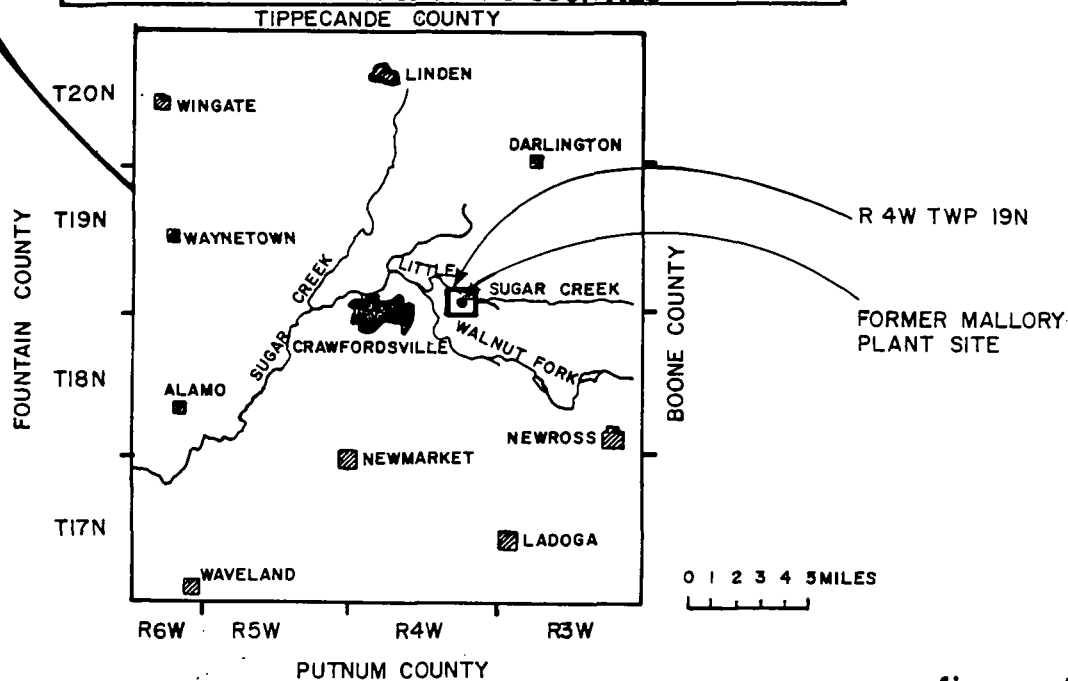 TIPPECANDE COUNTY
T20N
LINDEN
WINGATE
DARLINGTON
T19N
R 4W TWP 19N
WAYNETOWN
FOUNTAIN COUNTY
SUGAR CREEK
LITTLE SUGAR CREEK
BOONE COUNTY
FORMER MALLORY
PLANT SITE
CRAWFORDSVILLE
WALNUT FORK
T18N
ALAMO
NEWROSS
NEWMARKET
T17N
LADOGA
WAVELAND
0 1 2 3 4 5 MILES
R6W R5W R4W R3W
PUTNUM COUNTY